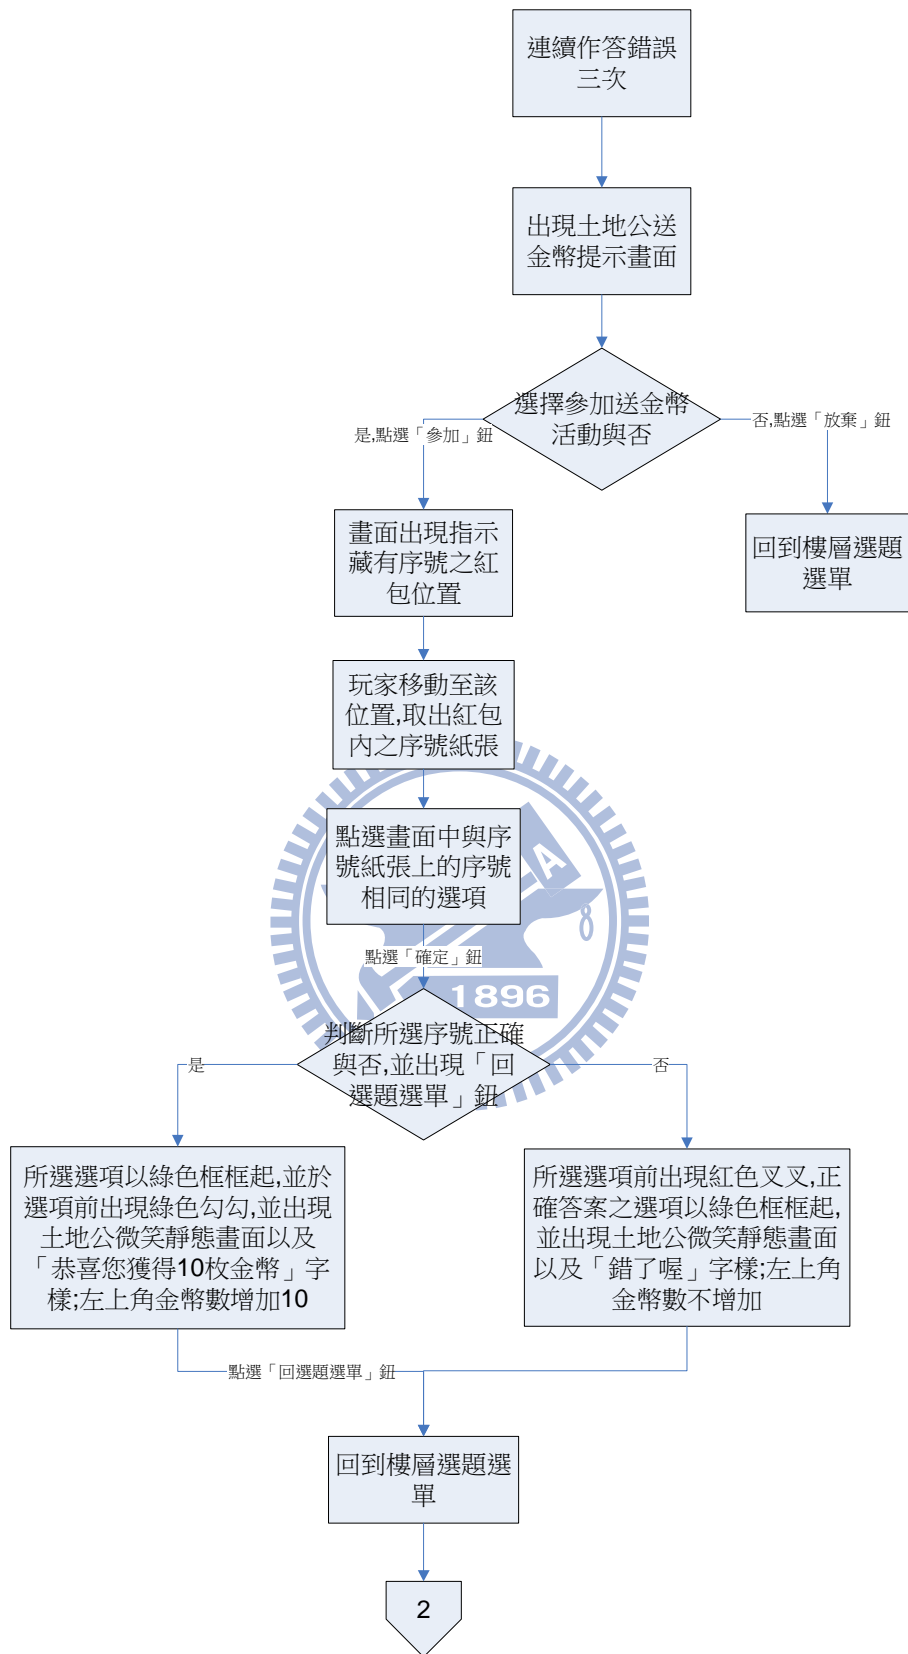 連續作答錯誤
三次
出現土地公送
金幣提示畫面
選擇參加送金幣
活動與否
是,點選「參加」鈕
否,點選「放棄」鈕
畫面出現指示
藏有序號之紅
包位置
回到樓層選題
選單
玩家移動至該
位置,取出紅包
內之序號紙張
點選畫面中與序
號紙張上的序號
相同的選項
A
點選「確定」鈕
1896
判斷所選序號正確
與否,並出現「回
選題選單」鈕
是
否
所選選項以綠色框框起,並於
選項前出現綠色勾勾,並出現
土地公微笑靜態畫面以及
「恭喜您獲得10枚金幣」字
樣;左上角金幣數增加10
所選選項前出現紅色叉叉,正
確答案之選項以綠色框框起,
並出現土地公微笑靜態畫面
以及「錯了喔」字樣;左上角
金幣數不增加
點選「回選題選單」鈕
回到樓層選題選
單
2